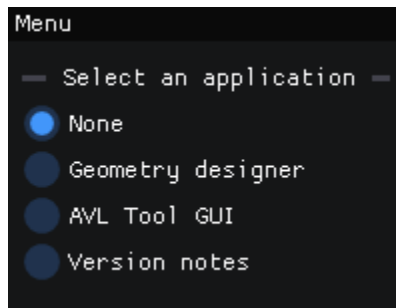 Menu
Select an application
None
Geometry designer
AVL Tool GUI
Version notes